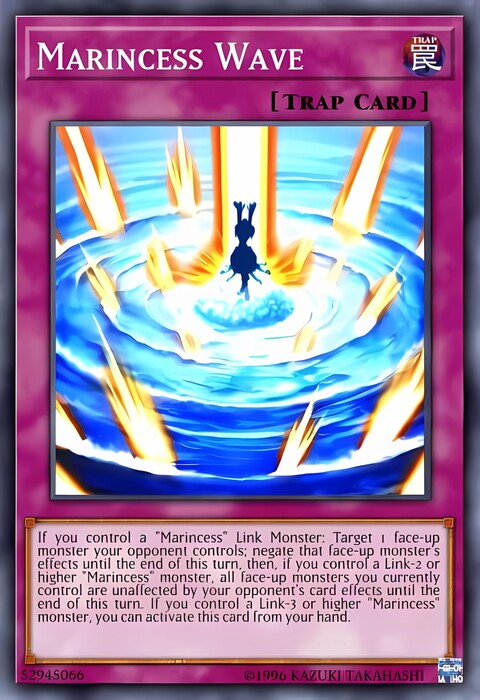 MARINCESS WAVE
TRAP
罠
[TRAP CARD]
If you control a "Marincess" Link Monster: Target 1 face-up
monster your opponent controls; negate that face-up monster's
effects until the end of this turn, then, if you control a Link-2 or
higher "Marincess" monster, all face-up monsters you currently
control are unaffected by your opponent's card effects until the
end of this turn. If you control a Link-3 or higher "Marincess"
monster, you can activate this card from your hand.
52945066
©1996 KAZUKI TAKAHASHI